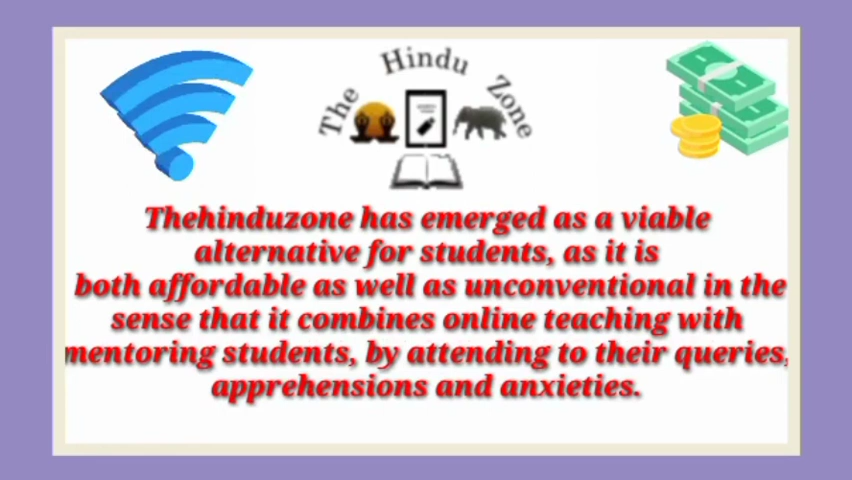 The Hindu Zone
Thehinduzone has emerged as a viable
alternative for students, as it is
both affordable as well as unconventional in the
sense that it combines online teaching with
mentoring students, by attending to their queries,
apprehensions and anxieties.